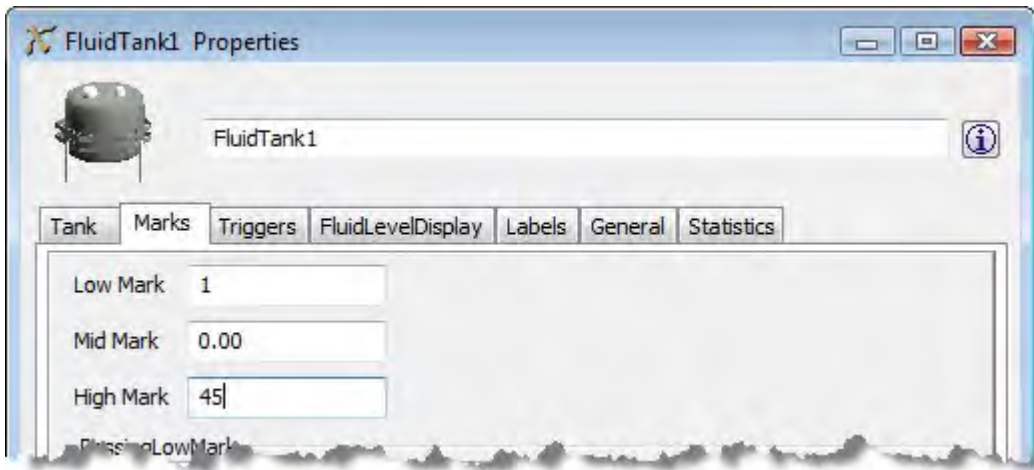 FluidTank1 Properties
FluidTank1
Tank Marks Triggers FluidLevelDisplay Labels General Statistics
Low Mark 1
Mid Mark 0.00
High Mark 45
PassingLowMark